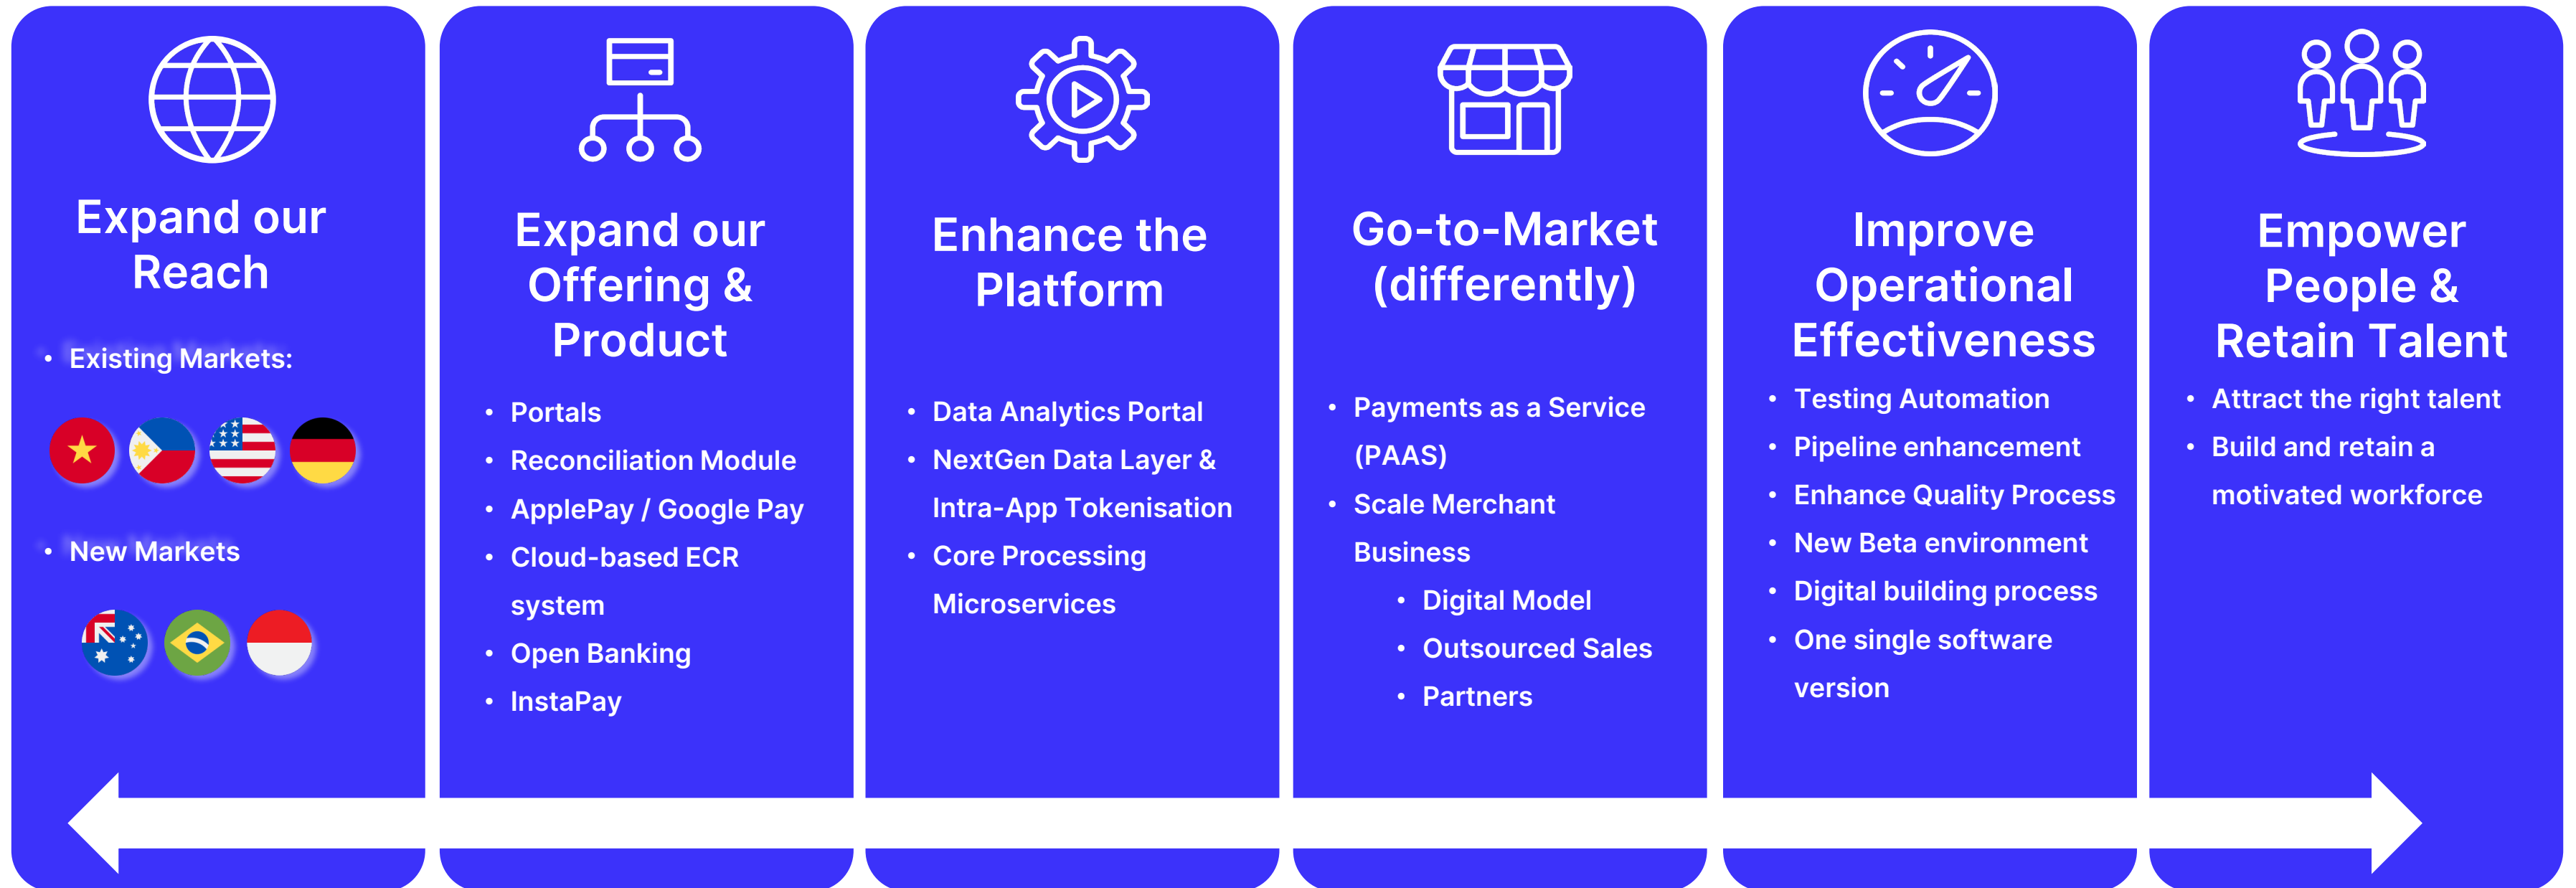 Expand our
Reach
• Existing Markets:
• New Markets
Expand our
Offering &
Product
• Portals
• Reconciliation Module
• ApplePay / Google Pay
• Cloud-based ECR
system
• Open Banking
• InstaPay
Enhance the
Platform
• Data Analytics Portal
• NextGen Data Layer &
Intra-App Tokenisation
• Core Processing
Microservices
Go-to-Market
(differently)
• Payments as a Service
(PAAS)
• Scale Merchant
Business
• Digital Model
• Outsourced Sales
• Partners
Improve
Operational
Effectiveness
• Testing Automation
• Pipeline enhancement
• Enhance Quality Process
• New Beta environment
• Digital building process
• One single software
version
Empower
People &
Retain Talent
• Attract the right talent
• Build and retain a
motivated workforce